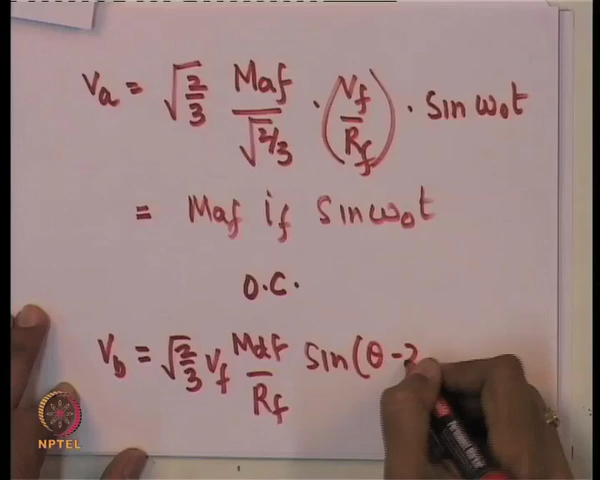 Va = √(2/3) Maf/√(2/3) · (Vf/Rf) · sin ω₀t
= Maf if sin ω₀t
O.C.
Vb = √(2/3) Vf Mdf/Rf sin(θ - 2
NPTEL